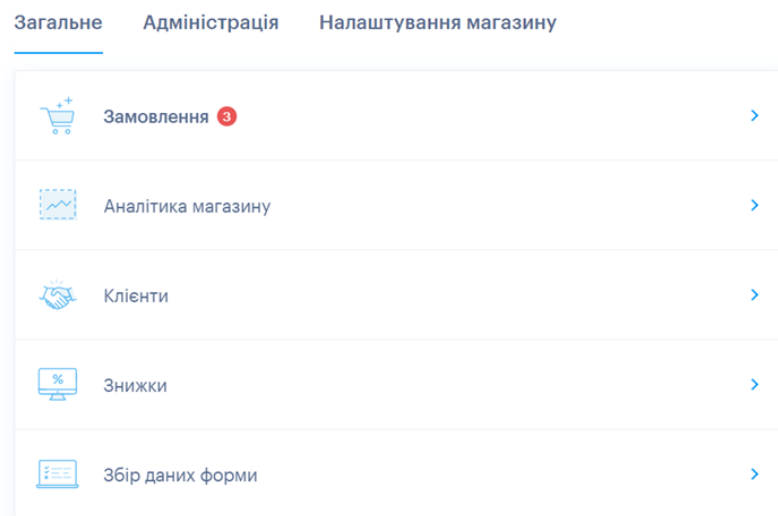 Загальне Адміністрація Налаштування магазину
Замовлення 3
Аналітика магазину
Клієнти
%
Знижки
Збір даних форми